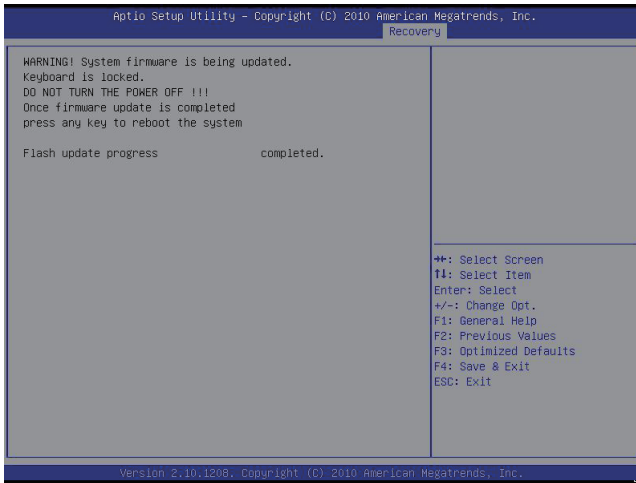 Aptio Setup Utility – Copyright (C) 2010 American Megatrends, Inc.
Recovery
WARNING! System firmware is being updated.
Keyboard is locked.
DO NOT TURN THE POWER OFF !!!
Once firmware update is completed
press any key to reboot the system
Flash update progress completed.
→←: Select Screen
↑↓: Select Item
Enter: Select
+/-: Change Opt.
F1: General Help
F2: Previous Values
F3: Optimized Defaults
F4: Save & Exit
ESC: Exit
Version 2.10.1208. Copyright (C) 2010 American Megatrends, Inc.